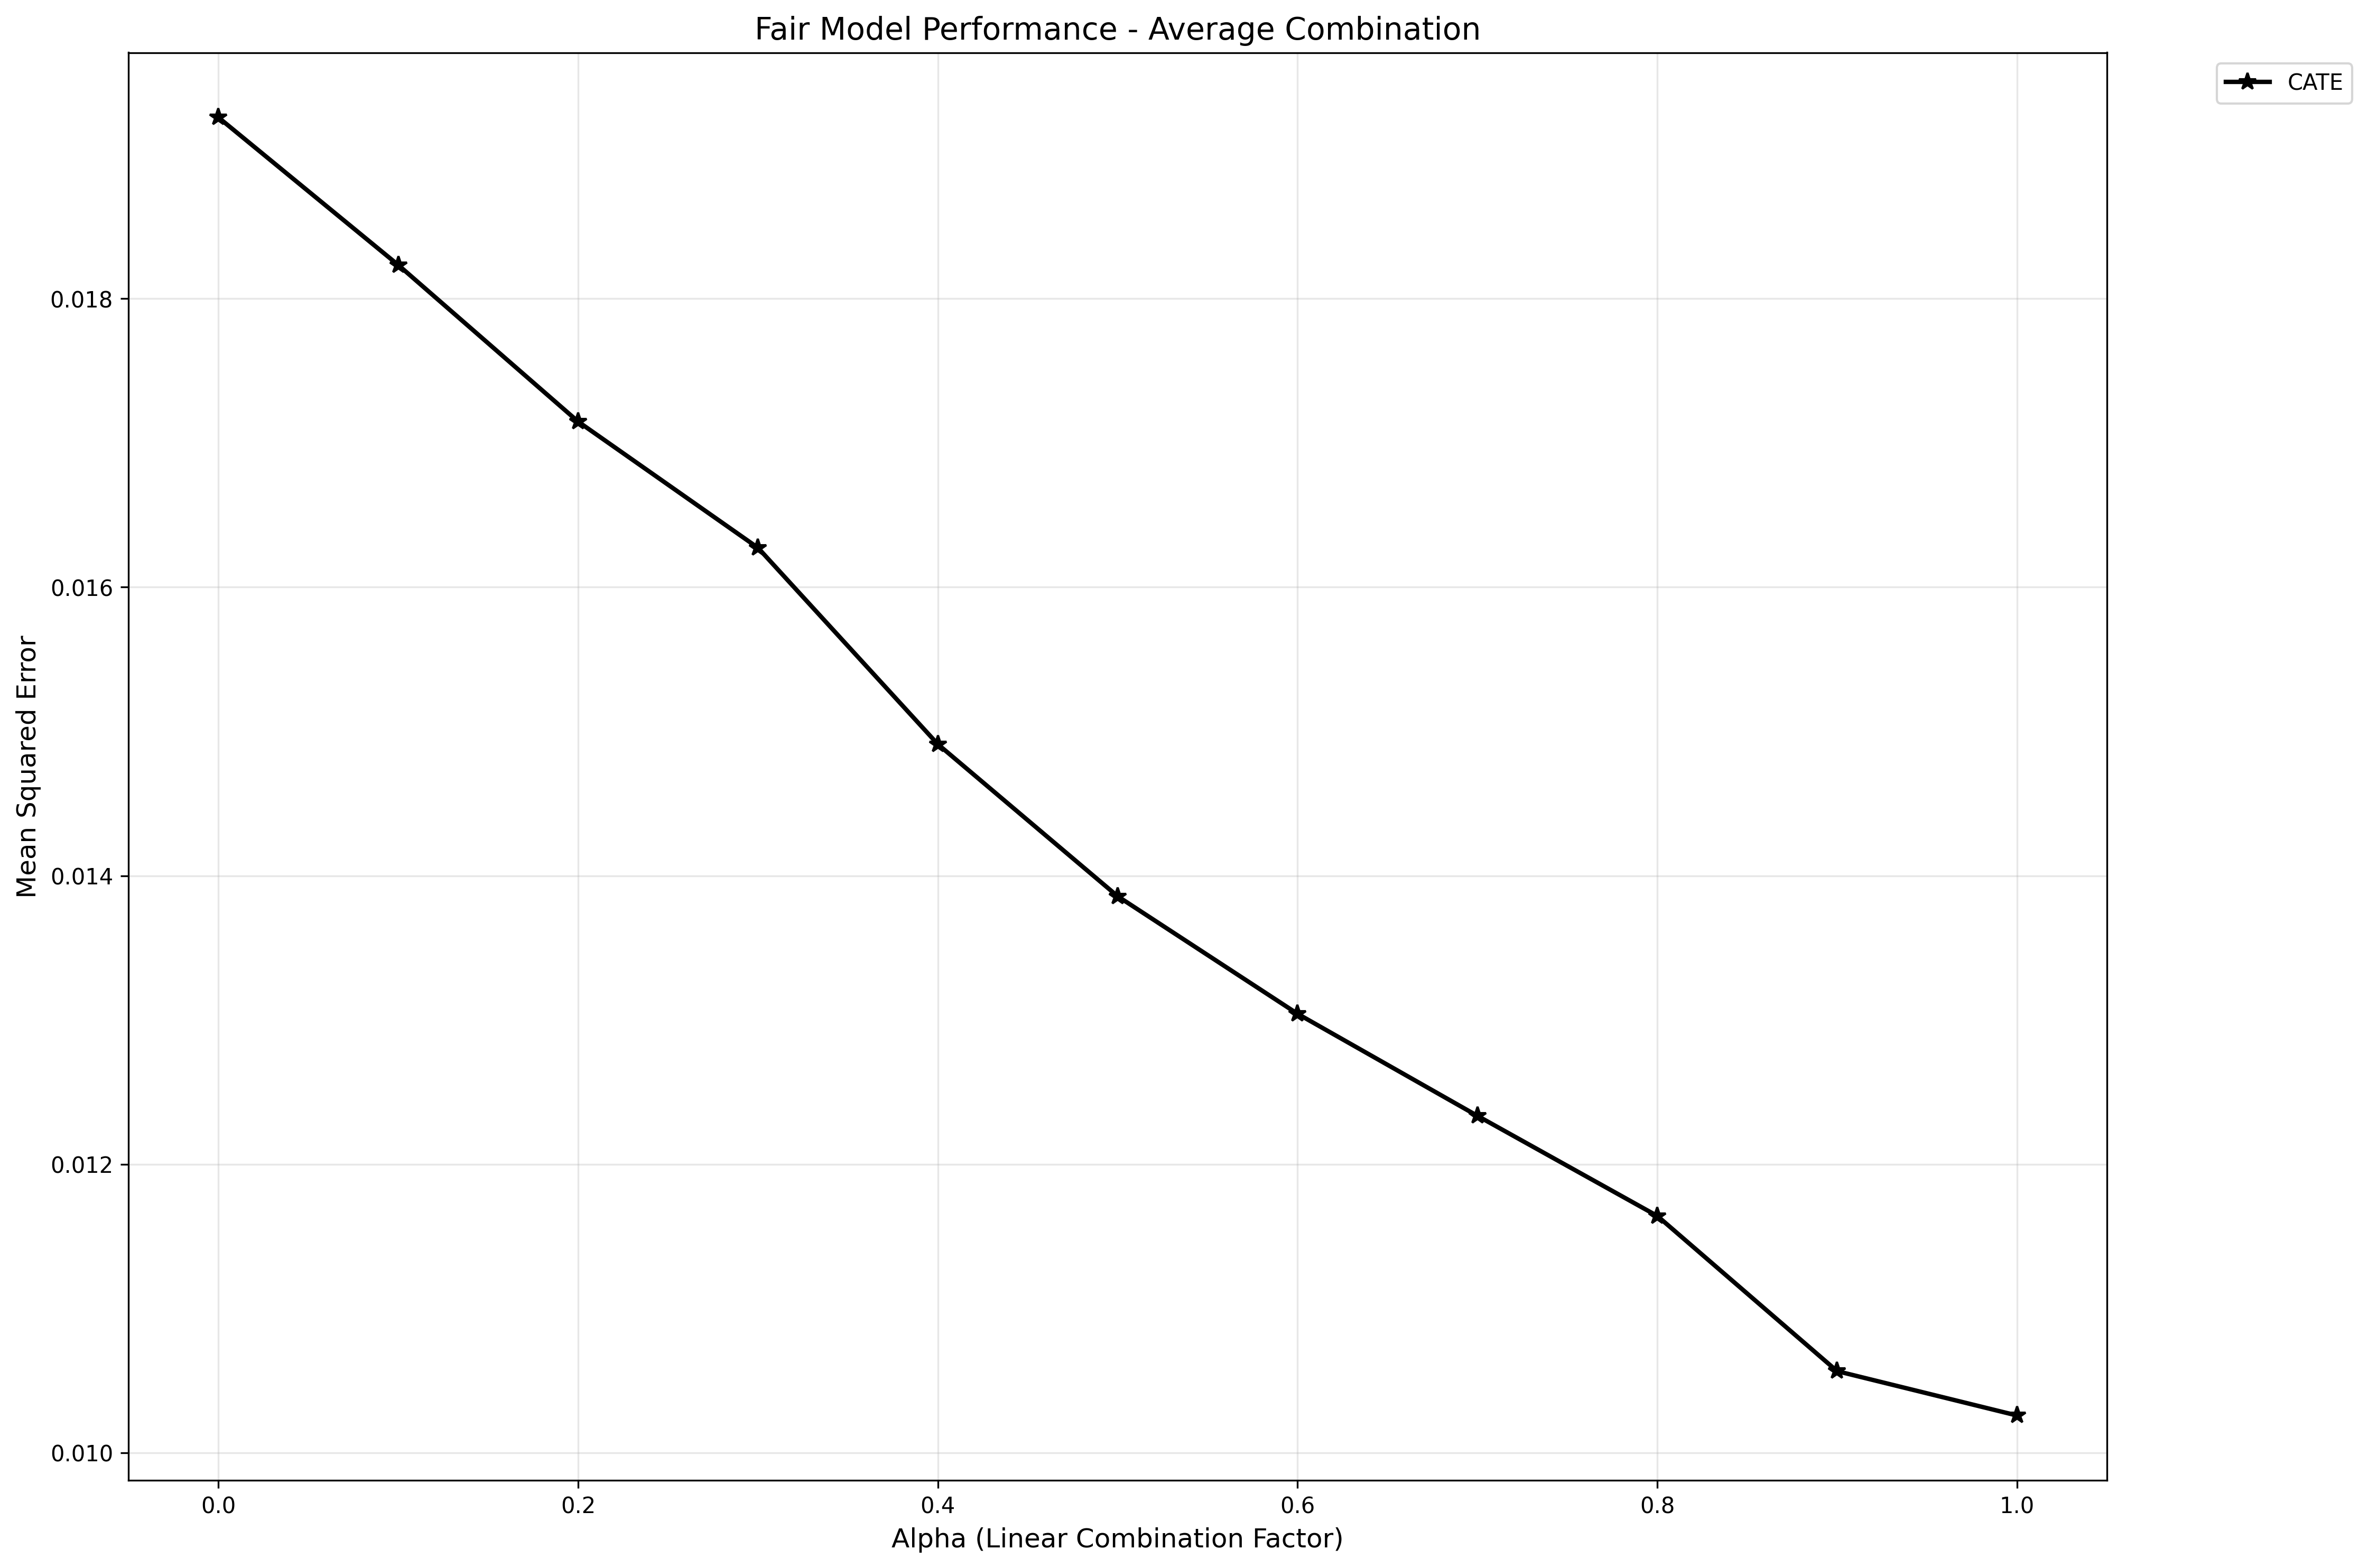 Fair Model Performance - Average Combination
CATE
Mean Squared Error
0.018
0.016
0.014
0.012
0.010
0.0 0.2 0.4 0.6 0.8 1.0
Alpha (Linear Combination Factor)